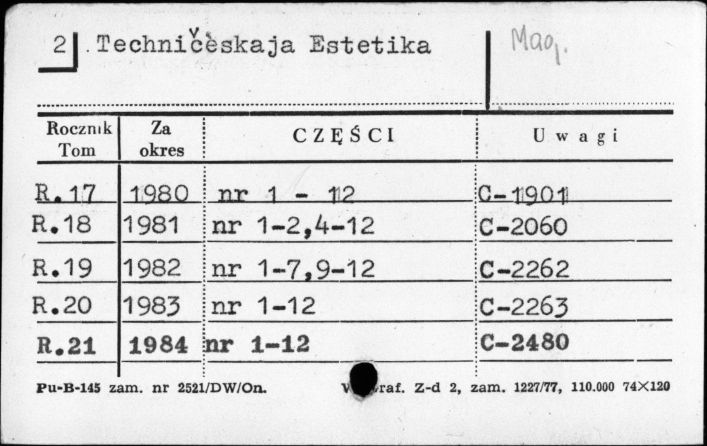 2 . Techničeskaja Estetika Mag.
Rocznik Tom Za okres CZĘŚCI Uwagi
R.17 1980 nr 1 - 12 C-1901
R.18 1981 nr 1-2,4-12 C-2060
R.19 1982 nr 1-7,9-12 C-2262
R.20 1983 nr 1-12 C-2263
R.21 1984 nr 1-12 C-2480
Pu-B-145 zam. nr 2521/DW/On. Z-d 2, zam. 1227/77, 110.000 74×120